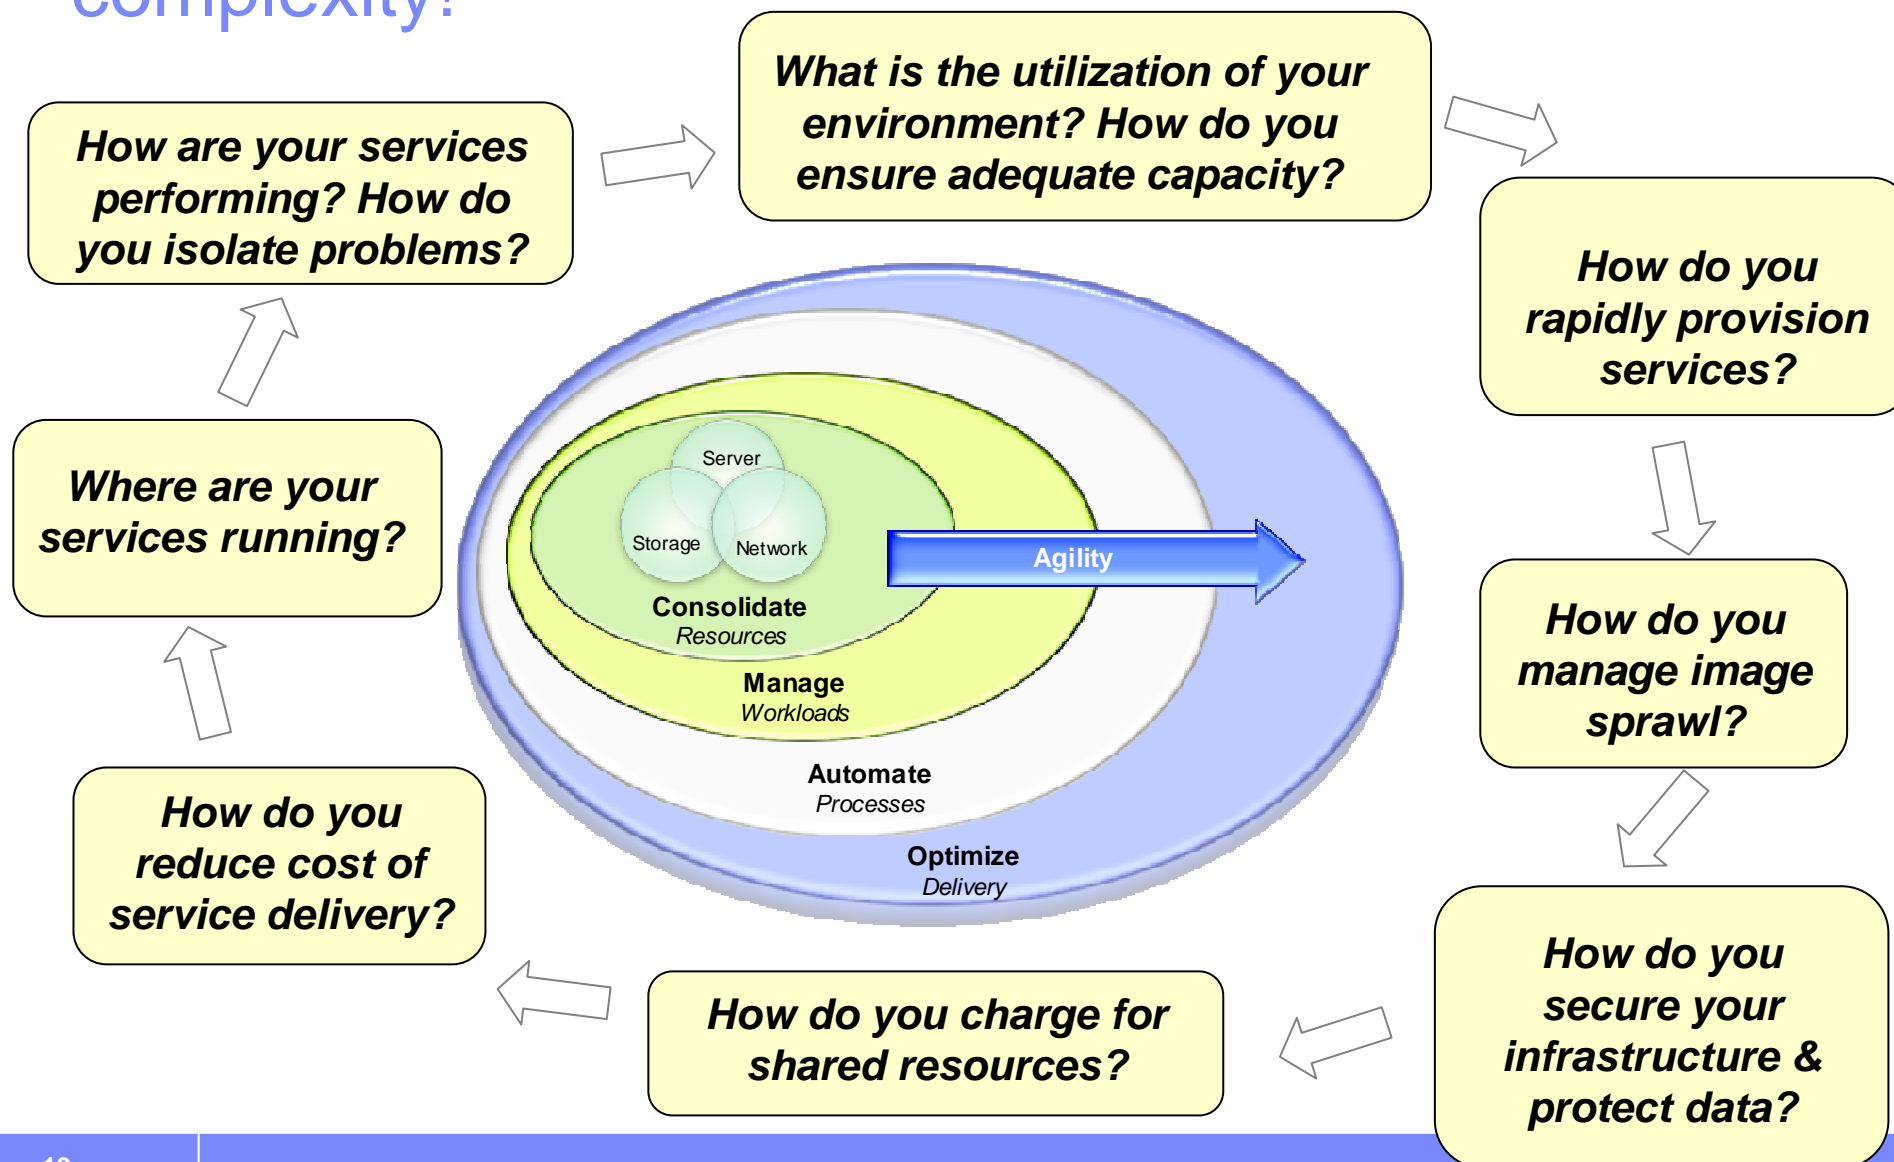 complexity?
What is the utilization of your
environment? How do you
ensure adequate capacity?
How are your services
performing? How do
you isolate problems?
How do you
rapidly provision
services?
Where are your
services running?
Server
Storage
Network
Consolidate
Resources
Agility
Manage
Workloads
Automate
Processes
Optimize
Delivery
How do you
manage image
sprawl?
How do you
reduce cost of
service delivery?
How do you charge for
shared resources?
How do you
secure your
infrastructure &
protect data?